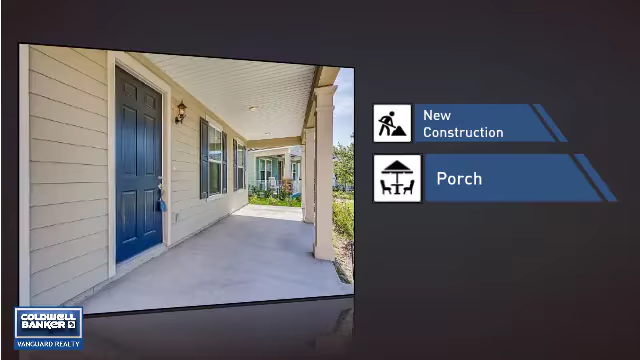 New
Construction
Porch
COLDWELL
BANKER
VANGUARD REALTY